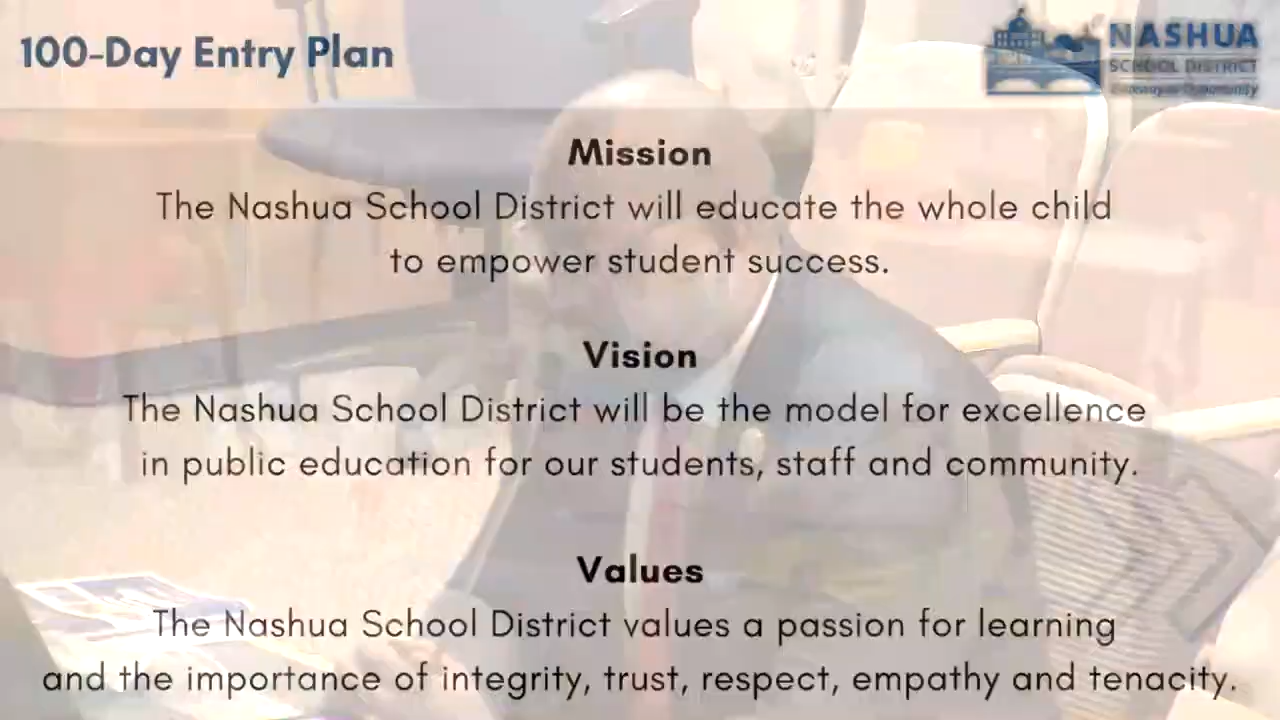 100-Day Entry Plan
NASHUA
SCHOOL DISTRICT
Gateway to Opportunity
Mission
The Nashua School District will educate the whole child
to empower student success.
Vision
The Nashua School District will be the model for excellence
in public education for our students, staff and community.
Values
The Nashua School District values a passion for learning
and the importance of integrity, trust, respect, empathy and tenacity.